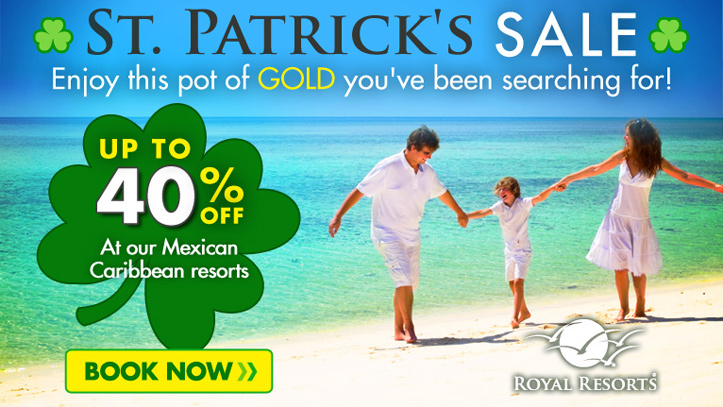 St. Patrick's SALE
Enjoy this pot of GOLD you've been searching for!
UP TO
40% OFF
At our Mexican
Caribbean resorts
BOOK NOW »
ROYAL RESORTS®